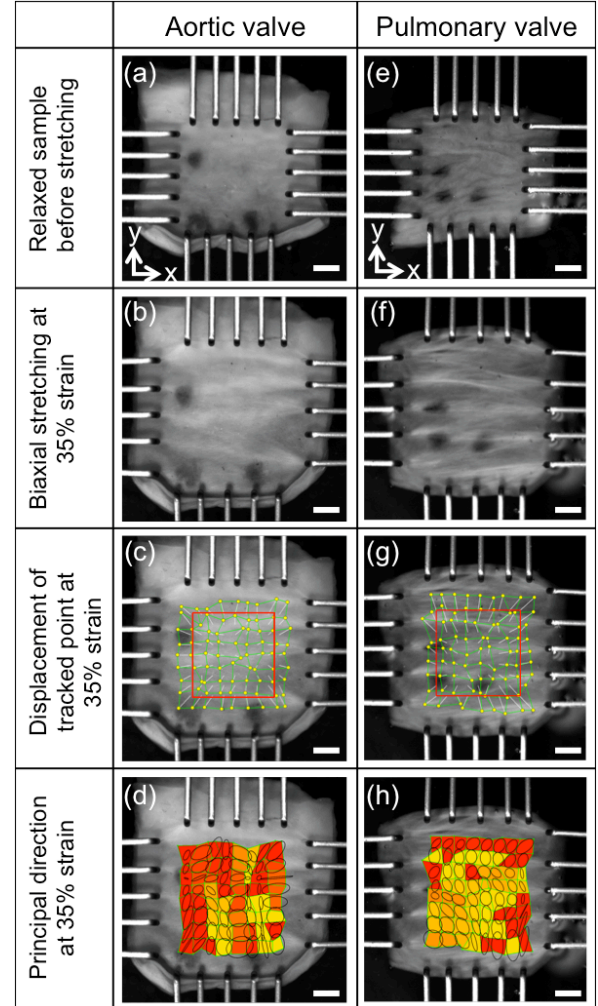 Aortic valve
Pulmonary valve
Relaxed sample
before stretching
(a)
y
x
(e)
y
x
Biaxial stretching at
35% strain
(b)
(f)
Displacement of
tracked point at
35% strain
(c)
(g)
Principal direction
at 35% strain
(d)
(h)